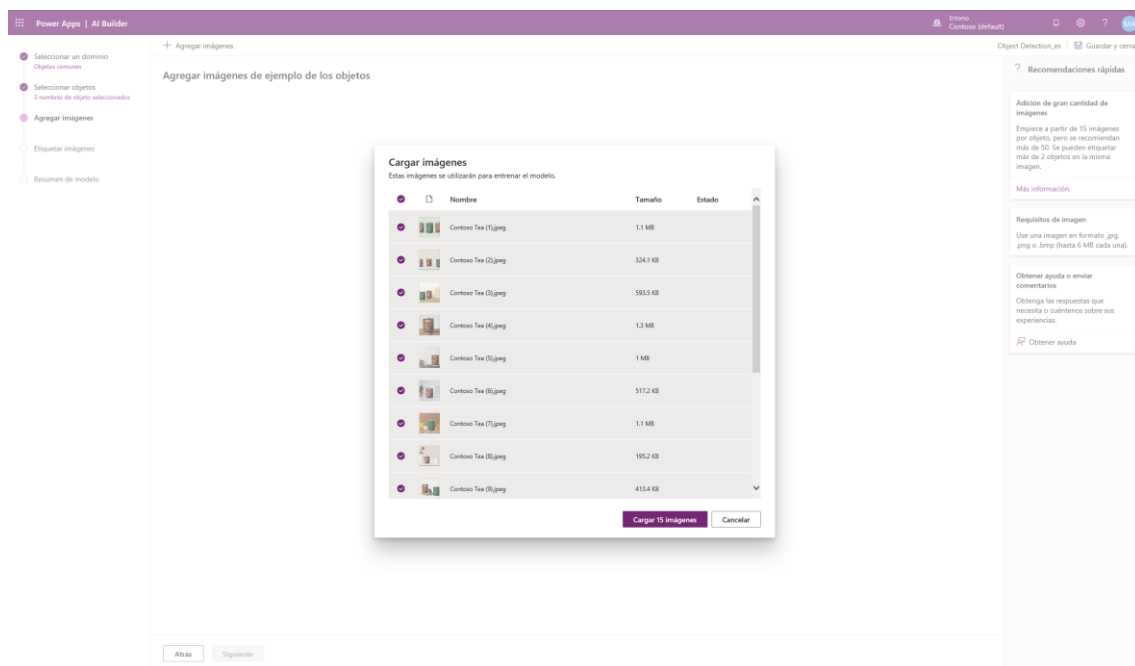 Power Apps | AI Builder
Entorno
Contoso (default)
?
MA
Seleccionar un dominio
Objetos comunes
Seleccionar objetos
3 nombres de objeto seleccionados
Agregar imágenes
Etiquetar imágenes
Resumen de modelo
+ Agregar imágenes
Object Detection_es
Guardar y cerra
Agregar imágenes de ejemplo de los objetos
Cargar imágenes
Estas imágenes se utilizarán para entrenar el modelo.
Nombre Tamaño Estado
Contoso Tea (1).jpeg 1.1 MB
Contoso Tea (2).jpeg 324.1 KB
Contoso Tea (3).jpeg 593.5 KB
Contoso Tea (4).jpeg 1.3 MB
Contoso Tea (5).jpeg 1 MB
Contoso Tea (6).jpeg 517.2 KB
Contoso Tea (7).jpeg 1.1 MB
Contoso Tea (8).jpeg 195.2 KB
Contoso Tea (9).jpeg 413.4 KB
Cargar 15 imágenes Cancelar
Atrás Siguiente
? Recomendaciones rápidas
Adición de gran cantidad de
imágenes
Empiece a partir de 15 imágenes
por objeto, pero se recomiendan
más de 50. Se pueden etiquetar
más de 2 objetos en la misma
imagen.
Más información
Requisitos de imagen
Use una imagen en formato .jpg,
.png o .bmp (hasta 6 MB cada una).
Obtener ayuda o enviar
comentarios
Obtenga las respuestas que
necesita o cuéntenos sobre sus
experiencias.
Obtener ayuda